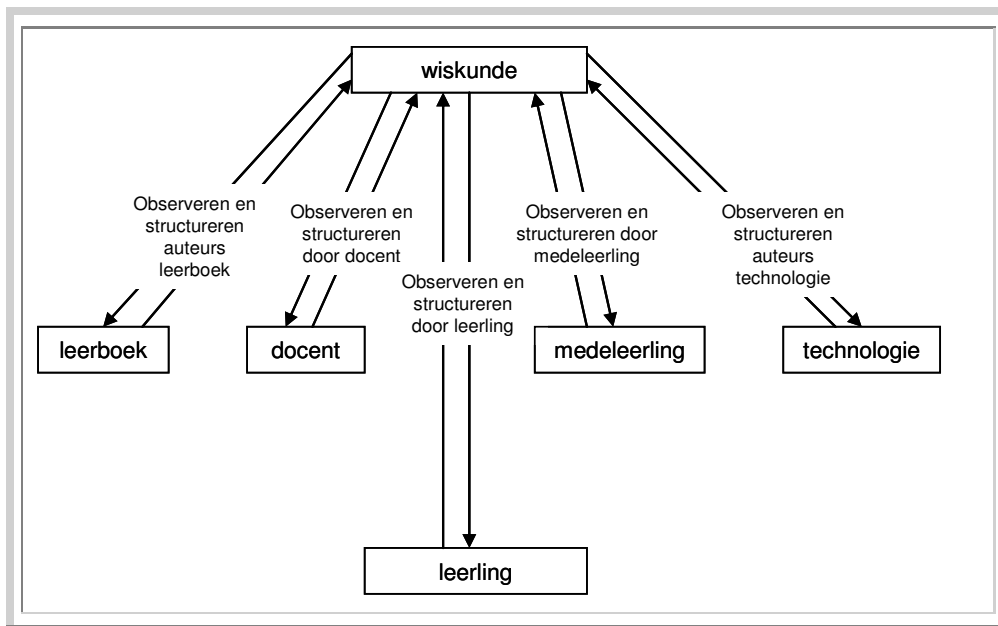 wiskunde
Observeren en
structureren
auteurs
leerboek
Observeren en
structureren
door docent
Observeren en
structureren
door leerling
Observeren en
structureren door
medeleerling
Observeren en
structureren
auteurs
technologie
leerboek
docent
medeleerling
technologie
leerling